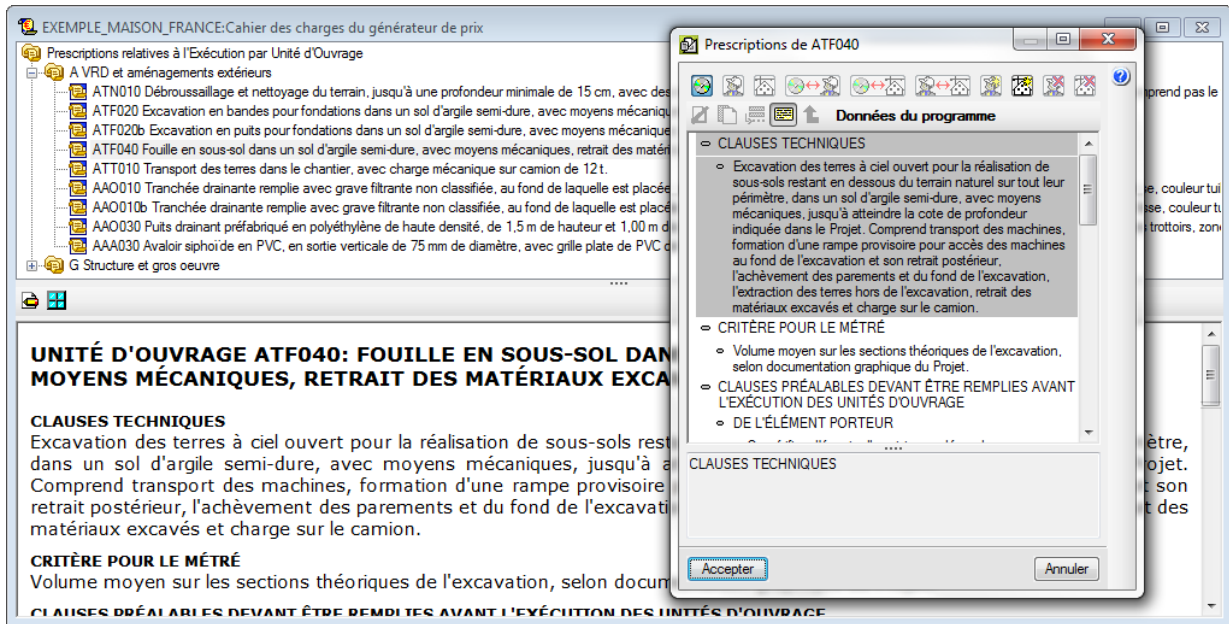 EXEMPLE_MAISON_FRANCE:Cahier des charges du générateur de prix
Prescriptions relatives à l'Exécution par Unité d'Ouvrage
A VRD et aménagements extérieurs
ATN010 Débroussaillage et nettoyage du terrain, jusqu'à une profondeur minimale de 15 cm, avec des
prend pas le
ATF020 Excavation en bandes pour fondations dans un sol d'argile semi-dure, avec moyens mécaniqu
ATF020b Excavation en puits pour fondations dans un sol d'argile semi-dure, avec moyens mécanique
ATF040 Fouille en sous-sol dans un sol d'argile semi-dure, avec moyens mécaniques, retrait des matéri
ATT010 Transport des terres dans le chantier, avec charge mécanique sur camion de 12 t.
AAO010 Tranchée drainante remplie avec grave filtrante non classifiée, au fond de laquelle est placée
se, couleur tui
AAO010b Tranchée drainante remplie avec grave filtrante non classifiée, au fond de laquelle est placé
sse, couleur tu
AAO030 Puits drainant préfabriqué en polyéthylène de haute densité, de 1,5 m de hauteur et 1,00 m d
trottoirs, zon
AAA030 Avaloir siphoïde en PVC, en sortie verticale de 75 mm de diamètre, avec grille plate de PVC
G Structure et gros oeuvre
UNITÉ D'OUVRAGE ATF040: FOUILLE EN SOUS-SOL DAN
MOYENS MÉCANIQUES, RETRAIT DES MATÉRIAUX EXCA
CLAUSES TECHNIQUES
Excavation des terres à ciel ouvert pour la réalisation de sous-sols rest
ètre,
dans un sol d'argile semi-dure, avec moyens mécaniques, jusqu'à a
rojet.
Comprend transport des machines, formation d'une rampe provisoire
t son
retrait postérieur, l'achèvement des parements et du fond de l'excavati
t des
matériaux excavés et charge sur le camion.
CRITÈRE POUR LE MÉTRÉ
Volume moyen sur les sections théoriques de l'excavation, selon docum
CLAUSES PRÉALABLES DEVANT ÊTRE REMPLIES AVANT L'EXÉCUTION DES UNITÉS D'OUVRAGE
Prescriptions de ATF040
Données du programme
CLAUSES TECHNIQUES
Excavation des terres à ciel ouvert pour la réalisation de
sous-sols restant en dessous du terrain naturel sur tout leur
périmètre, dans un sol d'argile semi-dure, avec moyens
mécaniques, jusqu'à atteindre la cote de profondeur
indiquée dans le Projet. Comprend transport des machines,
formation d'une rampe provisoire pour accès des machines
au fond de l'excavation et son retrait postérieur,
l'achèvement des parements et du fond de l'excavation,
l'extraction des terres hors de l'excavation, retrait des
matériaux excavés et charge sur le camion.
CRITÈRE POUR LE MÉTRÉ
Volume moyen sur les sections théoriques de l'excavation,
selon documentation graphique du Projet.
CLAUSES PRÉALABLES DEVANT ÊTRE REMPLIES AVANT
L'EXÉCUTION DES UNITÉS D'OUVRAGE
DE L'ÉLÉMENT PORTEUR
CLAUSES TECHNIQUES
Accepter
Annuler